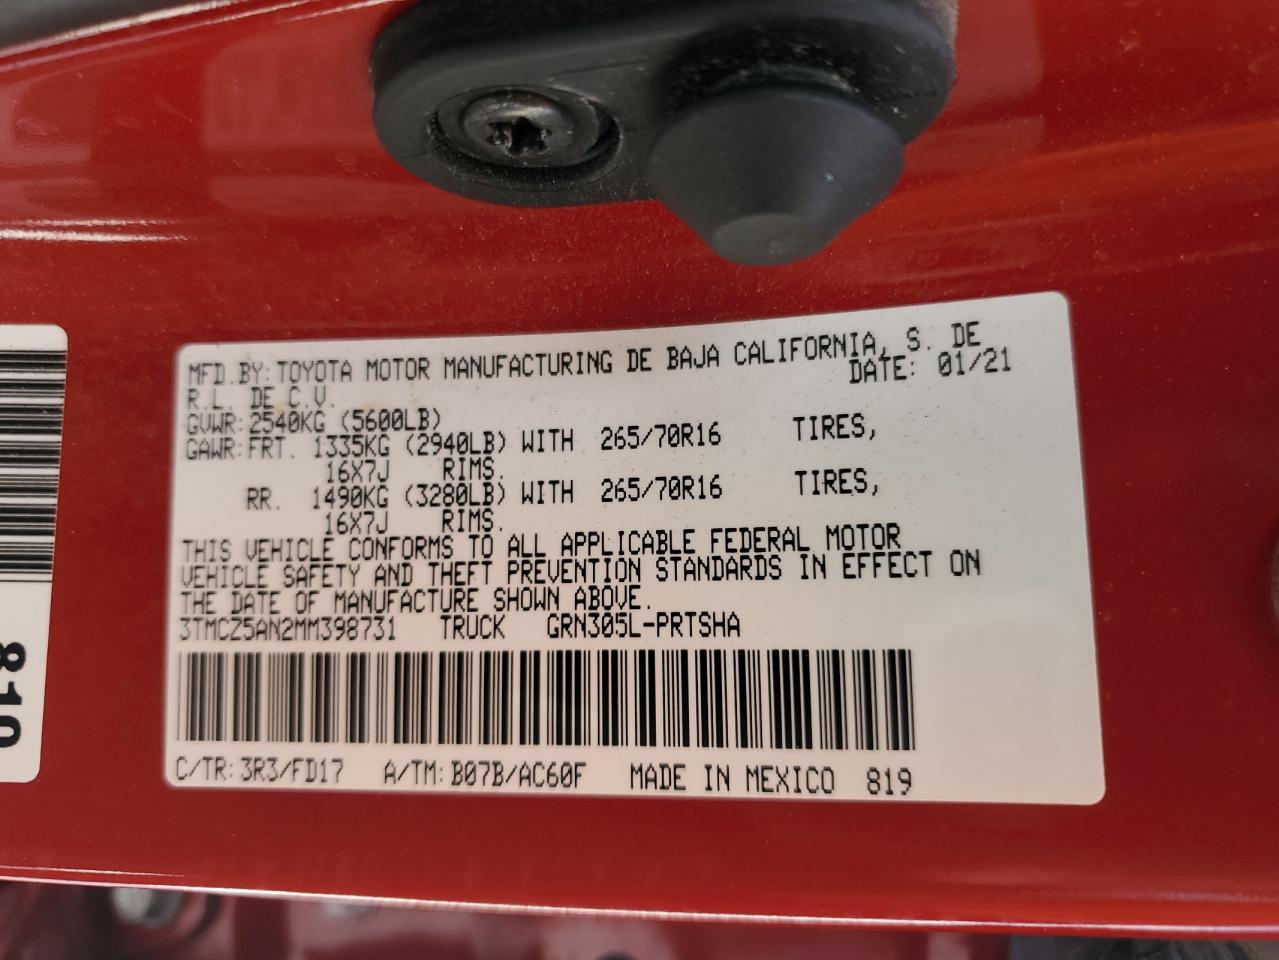 MFD.BY: TOYOTA MOTOR MANUFACTURING DE BAJA CALIFORNIA, S. DE
R.L. DE C.V. DATE: 01/21
GVWR: 2540KG (5600LB)
GAWR: FRT. 1335KG (2940LB) WITH 265/70R16 TIRES,
16X7J RIMS.
RR. 1490KG (3280LB) WITH 265/70R16 TIRES,
16X7J RIMS.
THIS VEHICLE CONFORMS TO ALL APPLICABLE FEDERAL MOTOR
VEHICLE SAFETY AND THEFT PREVENTION STANDARDS IN EFFECT ON
THE DATE OF MANUFACTURE SHOWN ABOVE.
3TMCZ5AN2MM398731 TRUCK GRN305L-PRTSHA
C/TR: 3R3/FD17 A/TM: B07B/AC60F MADE IN MEXICO 819